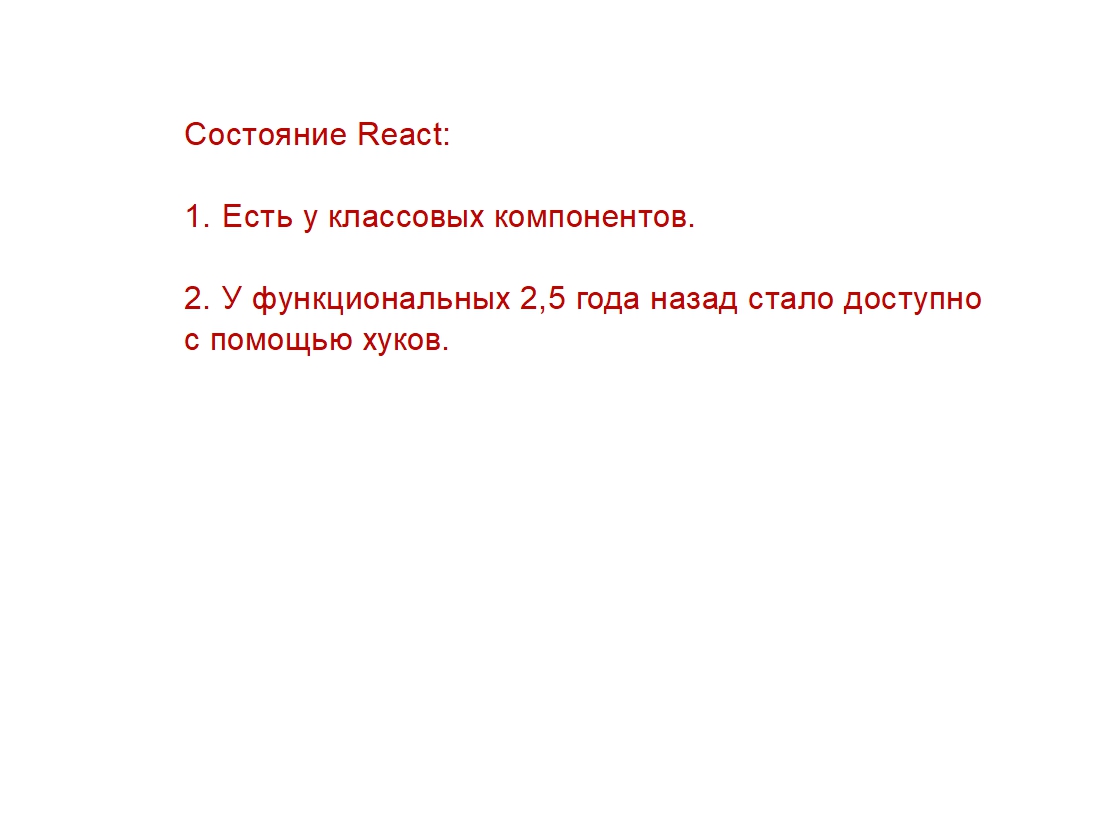 Состояние React:
1. Есть у классовых компонентов.
2. У функциональных 2,5 года назад стало доступно
с помощью хуков.